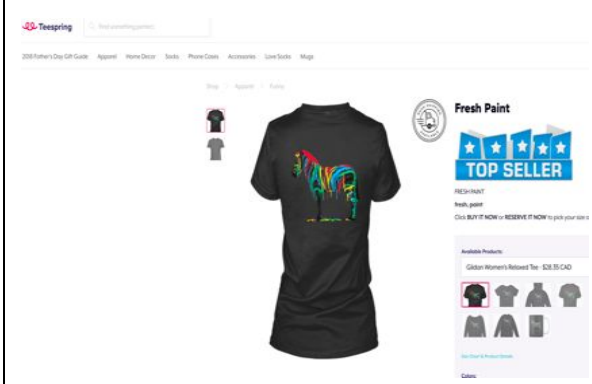 Teespring
Find something perfect
2018 Father's Day Gift Guide Apparel Home Decor Socks Phone Cases Accessories Love Socks Mugs
Shop / Apparel / Funny
Fresh Paint
TOP SELLER
FRESH PAINT
fresh, paint
Click BUY IT NOW or RESERVE IT NOW to pick your size
Available Products:
Gildan Women's Relaxed Tee - $28.35 CAD
Colors: